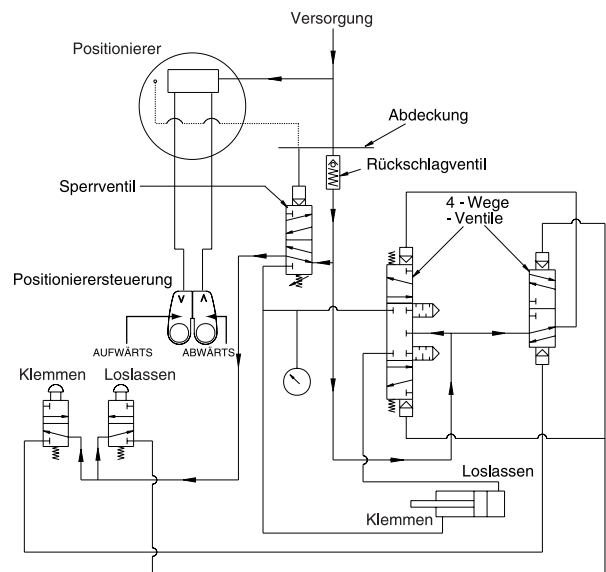 Versorgung
Positionierer
Abdeckung
Rückschlagventil
Sperrventil
4 - Wege
- Ventile
Positionierersteuerung
V Λ
AUFWÄRTS ABWÄRTS
Klemmen Loslassen
Loslassen
Klemmen